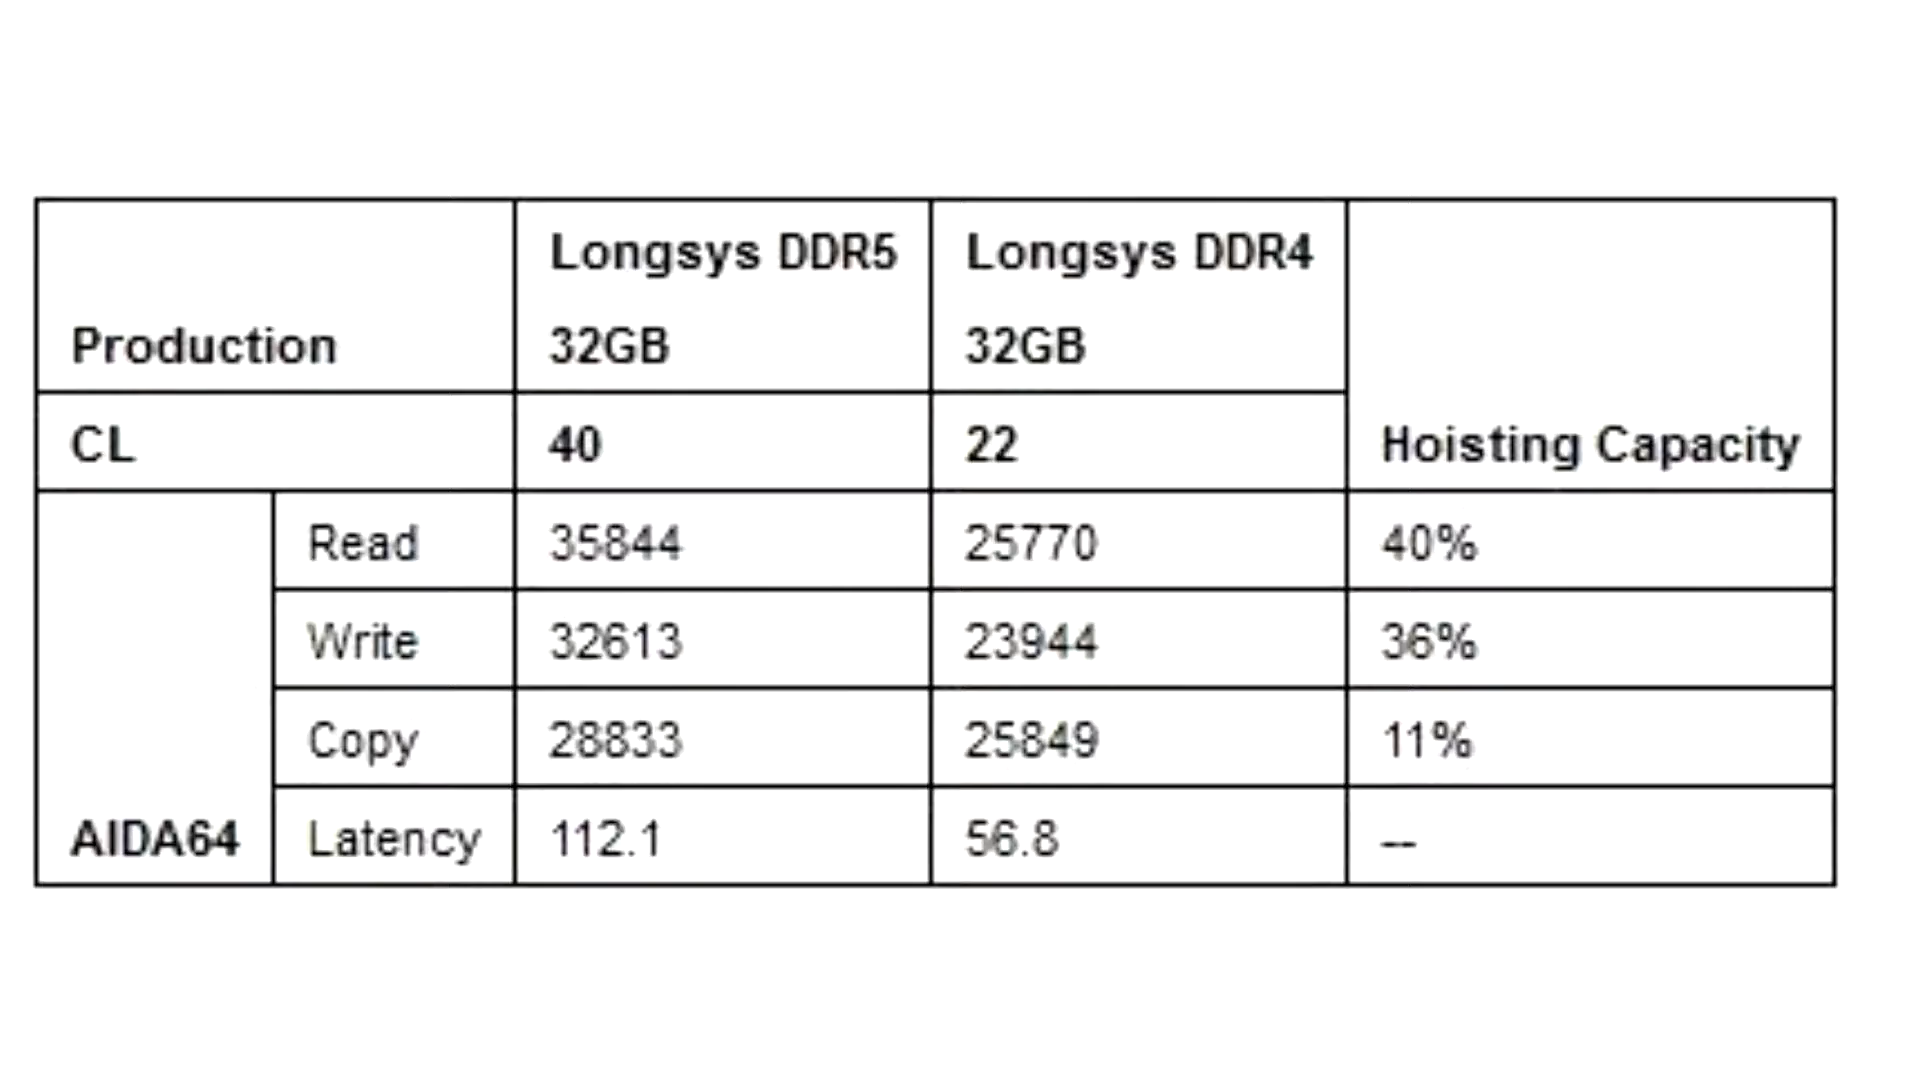 Production Longsys DDR5 32GB Longsys DDR4 32GB Hoisting Capacity
CL 40 22
AIDA64 Read 35844 25770 40%
Write 32613 23944 36%
Copy 28833 25849 11%
Latency 112.1 56.8 --